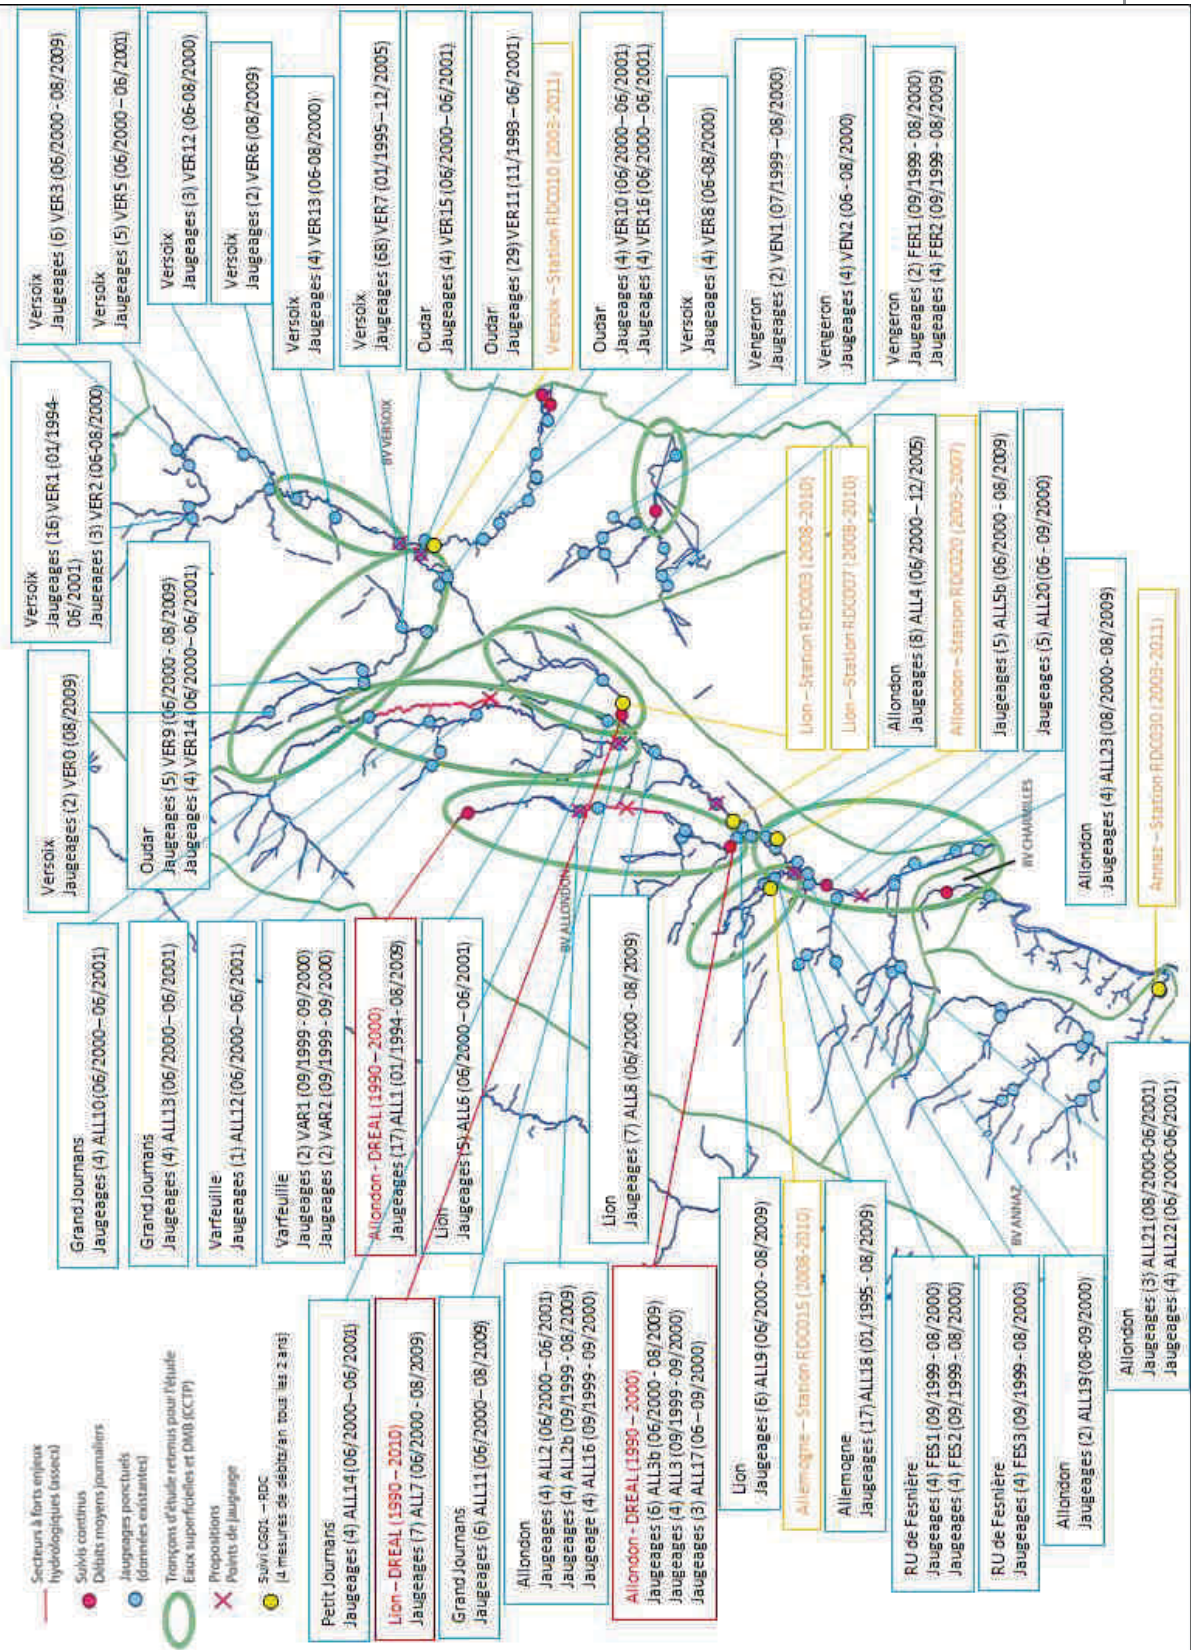 Secteurs à forts enjeux
hydrologiques (assecs)
Suivis continus
Débits moyens journaliers
Jaugeages ponctuels
(données existantes)
Tronçons d'étude retenus pour l'étude
Eaux superficielles et DMB (CCTP)
Propositions
Points de jaugeage
Suivi CG01 – RDC
(4 mesures de débits/an tous les 2 ans)
Versoix
Jaugeages (2) VER0 (08/2009)
Versoix
Jaugeages (16) VER1 (01/1994-
06/2001)
Jaugeages (3) VER2 (06-08/2000)
Versoix
Jaugeages (6) VER3 (06/2000 - 08/2009)
Versoix
Jaugeages (5) VER5 (06/2000 – 06/2001)
Versoix
Jaugeages (3) VER12 (06-08/2000)
Versoix
Jaugeages (2) VER6 (08/2009)
Versoix
Jaugeages (4) VER13 (06-08/2000)
Versoix
Jaugeages (68) VER7 (01/1995 – 12/2005)
Oudar
Jaugeages (4) VER15 (06/2000 – 06/2001)
Oudar
Jaugeages (29) VER11 (11/1993 – 06/2001)
Versoix – Station RDC010 (2003-2011)
Oudar
Jaugeages (4) VER10 (06/2000 – 06/2001)
Jaugeages (4) VER16 (06/2000 – 06/2001)
Versoix
Jaugeages (4) VER8 (06-08/2000)
Vengeron
Jaugeages (2) VEN1 (07/1999 – 08/2000)
Vengeron
Jaugeages (4) VEN2 (06 - 08/2000)
Vengeron
Jaugeages (2) FER1 (09/1999 - 08/2000)
Jaugeages (4) FER2 (09/1999 - 08/2009)
Oudar
Jaugeages (5) VER9 (06/2000 - 08/2009)
Jaugeages (4) VER14 (06/2000 – 06/2001)
BV VERSOIX
Grand Journans
Jaugeages (4) ALL10 (06/2000 – 06/2001)
Grand Journans
Jaugeages (4) ALL13 (06/2000 – 06/2001)
Varfeuille
Jaugeages (1) ALL12 (06/2000 – 06/2001)
Varfeuille
Jaugeages (2) VAR1 (09/1999 - 09/2000)
Jaugeages (2) VAR2 (09/1999 - 09/2000)
Allondon - DREAL (1990 – 2000)
Jaugeages (17) ALL1 (01/1994 - 08/2009)
Lion
Jaugeages (5) ALL6 (06/2000 – 06/2001)
BV ALLONDON
Lion
Jaugeages (7) ALL8 (06/2000 - 08/2009)
Lion – Station RDC003 (2008-2010)
Lion – Station RDC007 (2008-2010)
Allondon
Jaugeages (8) ALL4 (06/2000 – 12/2005)
Allondon – Station RDC020 (2003-2007)
Jaugeages (5) ALL5b (06/2000 - 08/2009)
Jaugeages (5) ALL20 (06 - 09/2000)
BV CHARMILLES
Allondon
Jaugeages (4) ALL23 (08/2000 - 08/2009)
Annaz – Station RDC030 (2003-2011)
Petit Journans
Jaugeages (4) ALL14 (06/2000 – 06/2001)
Lion – DREAL (1990 – 2010)
Jaugeages (7) ALL7 (06/2000 - 08/2009)
Grand Journans
Jaugeages (6) ALL11 (06/2000 – 08/2009)
Allondon
Jaugeages (4) ALL2 (06/2000 – 06/2001)
Jaugeages (4) ALL2b (09/1999 - 08/2009)
Jaugeage (4) ALL16 (09/1999 - 09/2000)
Allondon - DREAL (1990 – 2000)
Jaugeages (6) ALL3b (06/2000 - 08/2009)
Jaugeages (4) ALL3 (09/1999 - 09/2000)
Jaugeages (3) ALL17 (06 – 09/2000)
Lion
Jaugeages (6) ALL9 (06/2000 - 08/2009)
Allemogne – Station RDC015 (2008-2010)
Allemogne
Jaugeages (17) ALL18 (01/1995 - 08/2009)
RU de Fesnière
Jaugeages (4) FES1 (09/1999 - 08/2000)
Jaugeages (4) FES2 (09/1999 - 08/2000)
RU de Fesnière
Jaugeages (4) FES3 (09/1999 - 08/2000)
BV ANNAZ
Allondon
Jaugeages (2) ALL19 (08-09/2000)
Allondon
Jaugeages (3) ALL21 (08/2000-06/2001)
Jaugeages (4) ALL22 (06/2000-06/2001)